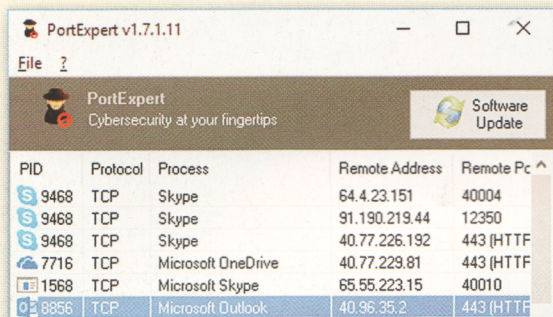 PortExpert v1.7.1.11
File ?
PortExpert
Cybersecurity at your fingertips
Software
Update
PID Protocol Process Remote Address Remote Pc
9468 TCP Skype 64.4.23.151 40004
9468 TCP Skype 91.190.219.44 12350
9468 TCP Skype 40.77.226.192 443 (HTTF
7716 TCP Microsoft OneDrive 40.77.229.81 443 (HTTF
1568 TCP Microsoft Skype 65.55.223.15 40010
8856 TCP Microsoft Outlook 40.96.35.2 443 (HTTF